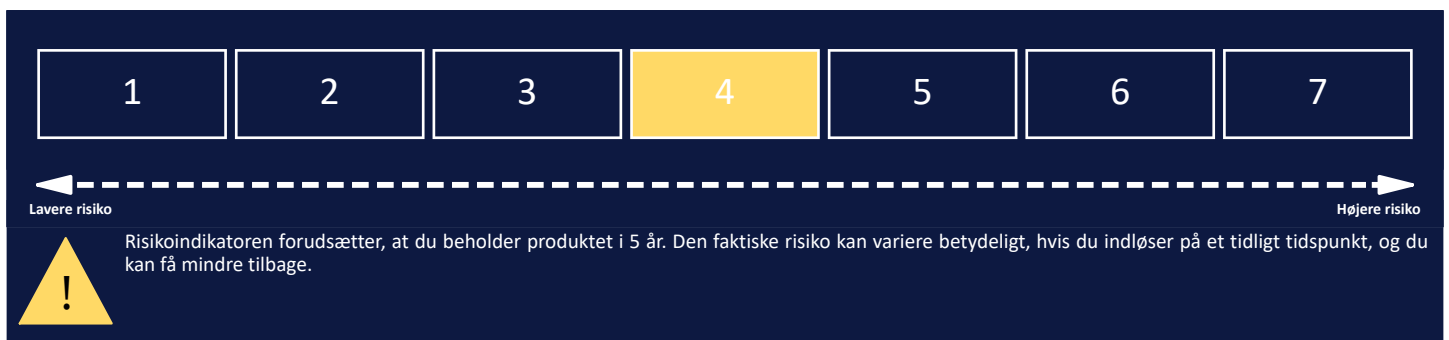 1 2 3 4 5 6 7
Lavere risiko Højere risiko
Risikoindikatoren forudsætter, at du beholder produktet i 5 år. Den faktiske risiko kan variere betydeligt, hvis du indløser på et tidligt tidspunkt, og du
kan få mindre tilbage.
!